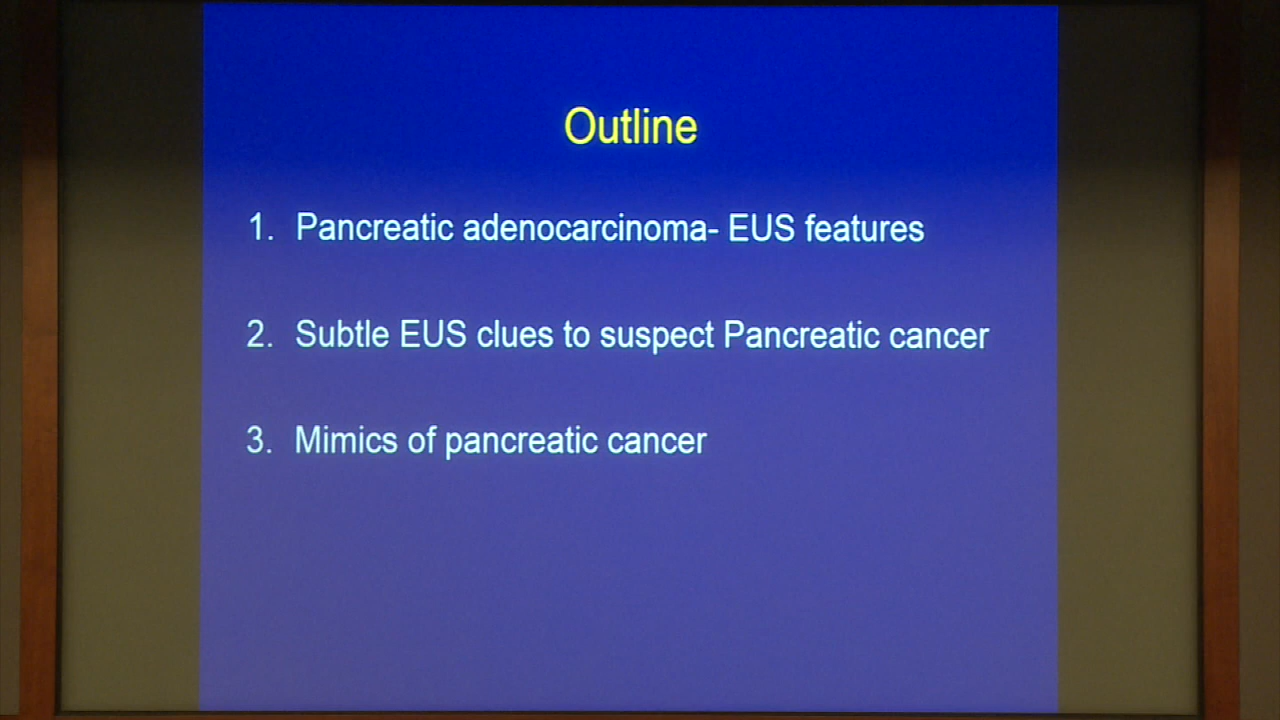 Outline
1. Pancreatic adenocarcinoma- EUS features
2. Subtle EUS clues to suspect Pancreatic cancer
3. Mimics of pancreatic cancer